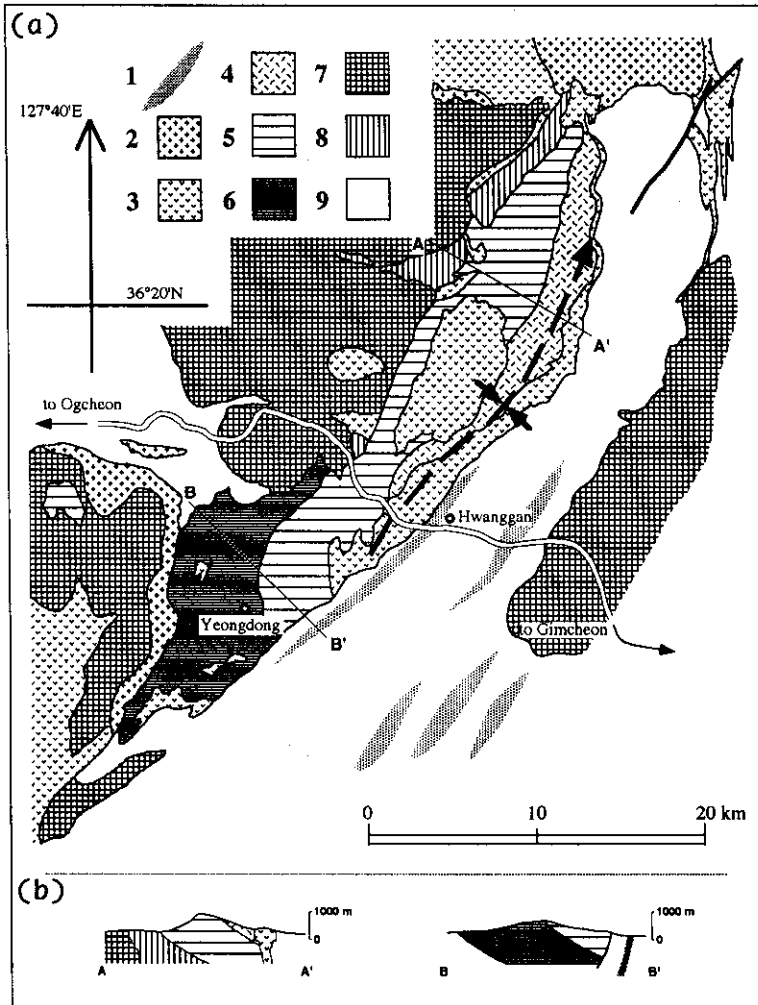 (a)
1 4 7
127°40'E
2 5 8
3 6 9
36°20'N
A
A'
to Ogcheon
B
Hwanggan
Yeongdong
B'
to Gimcheon
0 10 20 km
(b)
1000 m
0
A A'
1000 m
0
B B'